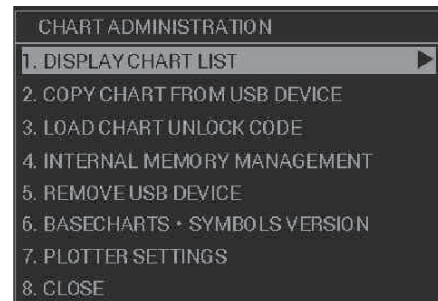 CHART ADMINISTRATION
1. DISPLAY CHART LIST
2. COPY CHART FROM USB DEVICE
3. LOAD CHART UNLOCK CODE
4. INTERNAL MEMORY MANAGEMENT
5. REMOVE USB DEVICE
6. BASECHARTS・SYMBOLS VERSION
7. PLOTTER SETTINGS
8. CLOSE